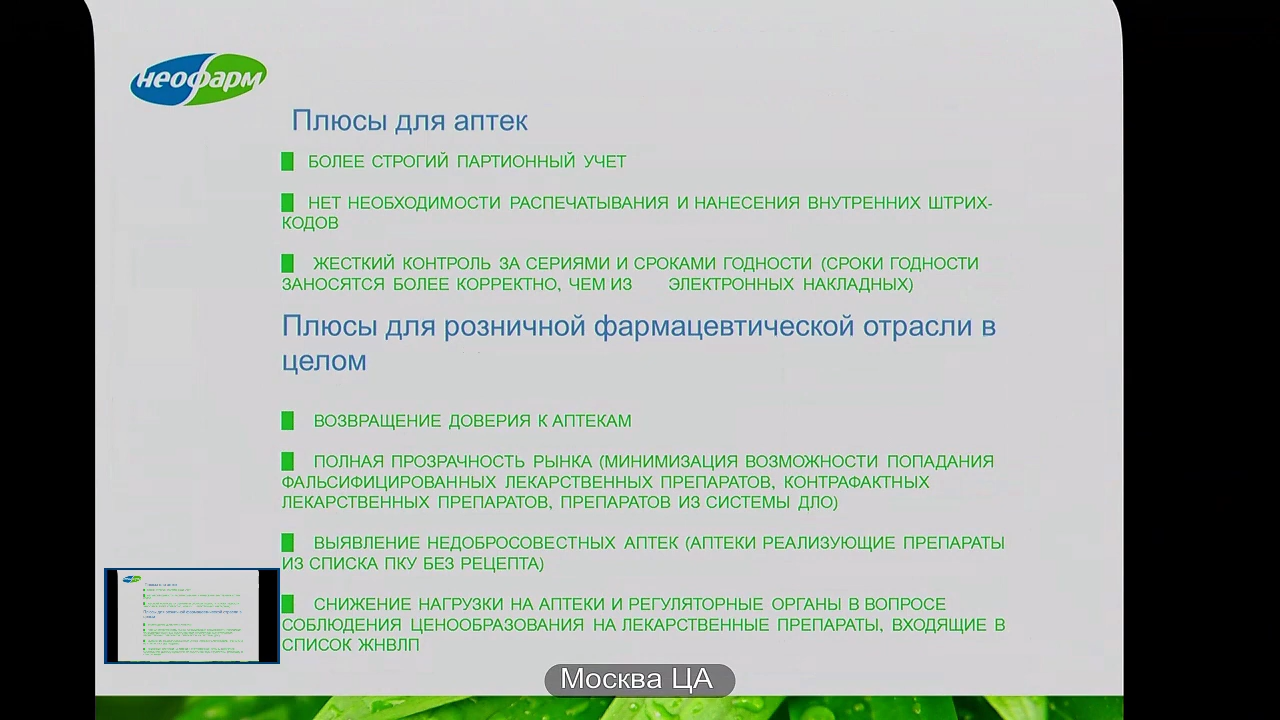 неофарм
Плюсы для аптек
БОЛЕЕ СТРОГИЙ ПАРТИОННЫЙ УЧЕТ
НЕТ НЕОБХОДИМОСТИ РАСПЕЧАТЫВАНИЯ И НАНЕСЕНИЯ ВНУТРЕННИХ ШТРИХ-
КОДОВ
ЖЕСТКИЙ КОНТРОЛЬ ЗА СЕРИЯМИ И СРОКАМИ ГОДНОСТИ (СРОКИ ГОДНОСТИ
ЗАНОСЯТСЯ БОЛЕЕ КОРРЕКТНО, ЧЕМ ИЗ ЭЛЕКТРОННЫХ НАКЛАДНЫХ)
Плюсы для розничной фармацевтической отрасли в
целом
ВОЗВРАЩЕНИЕ ДОВЕРИЯ К АПТЕКАМ
ПОЛНАЯ ПРОЗРАЧНОСТЬ РЫНКА (МИНИМИЗАЦИЯ ВОЗМОЖНОСТИ ПОПАДАНИЯ
ФАЛЬСИФИЦИРОВАННЫХ ЛЕКАРСТВЕННЫХ ПРЕПАРАТОВ, КОНТРАФАКТНЫХ
ЛЕКАРСТВЕННЫХ ПРЕПАРАТОВ, ПРЕПАРАТОВ ИЗ СИСТЕМЫ ДЛО)
ВЫЯВЛЕНИЕ НЕДОБРОСОВЕСТНЫХ АПТЕК (АПТЕКИ РЕАЛИЗУЮЩИЕ ПРЕПАРАТЫ
ИЗ СПИСКА ПКУ БЕЗ РЕЦЕПТА)
СНИЖЕНИЕ НАГРУЗКИ НА АПТЕКИ И РЕГУЛЯТОРНЫЕ ОРГАНЫ В ВОПРОСЕ
СОБЛЮДЕНИЯ ЦЕНООБРАЗОВАНИЯ НА ЛЕКАРСТВЕННЫЕ ПРЕПАРАТЫ, ВХОДЯЩИЕ В
СПИСОК ЖНВЛП
Москва ЦА